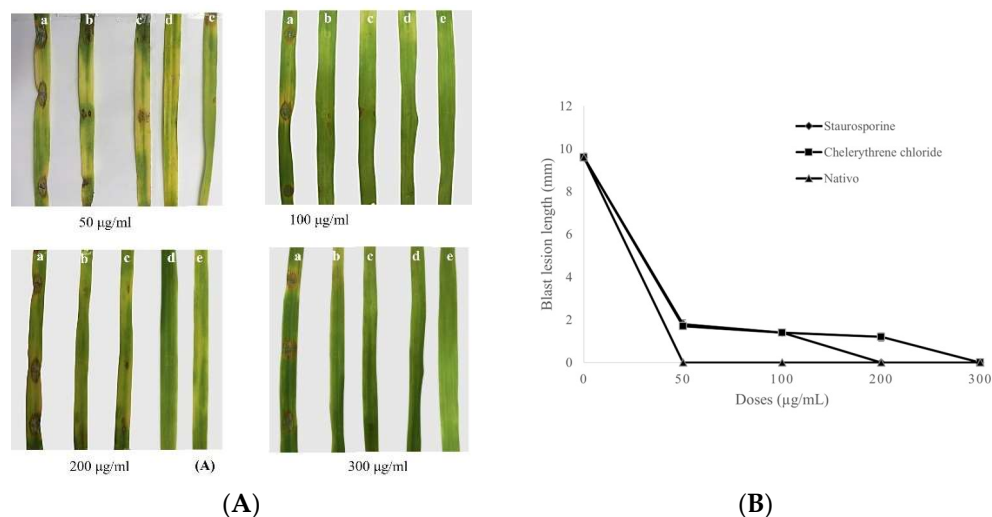 a b c d c
50 µg/ml
a b c d e
100 µg/ml
a b c d e
200 µg/ml
(A)
a b c d e
300 µg/ml
(A)
12
10
8
6
4
2
0
Blast lesion length (mm)
Staurosporine
Chelerythrene chloride
Nativo
0 50 100 200 300
Doses (µg/mL)
(B)